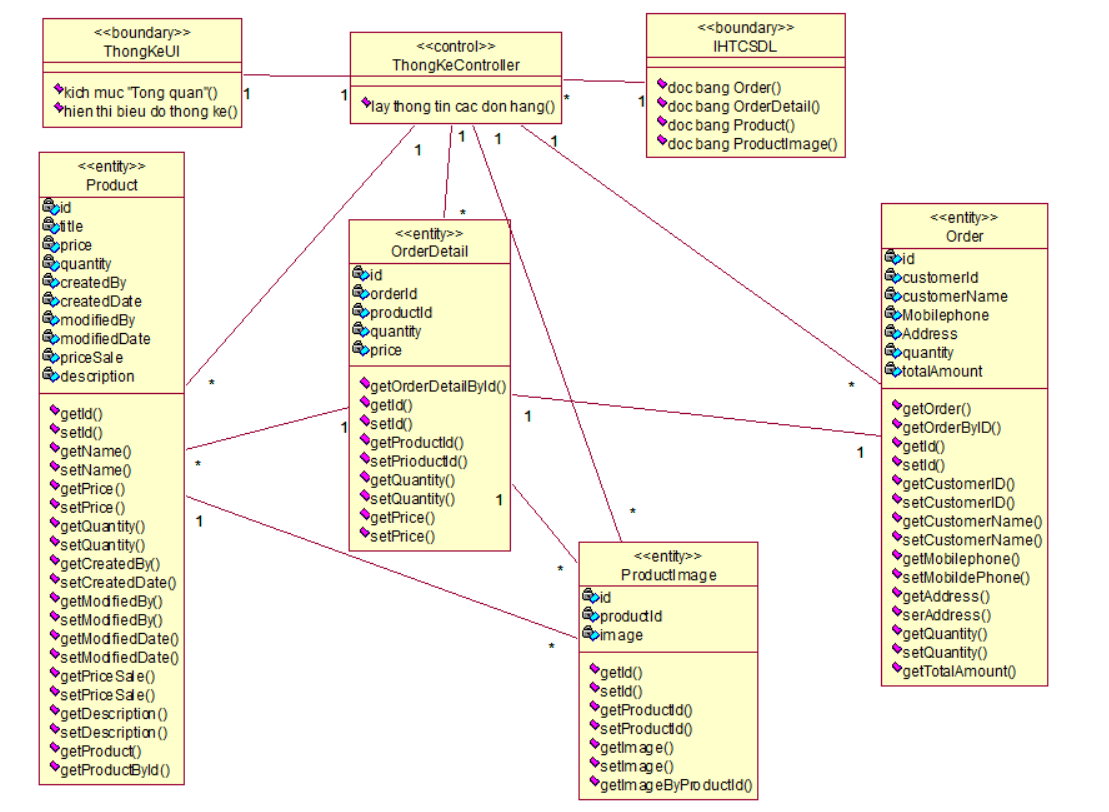 <<boundary>>
ThongKeUI
kich muc "Tong quan"()
hien thi bieu do thong ke()
1
1
<<control>>
ThongKeController
lay thong tin cac don hang()
*
1
<<boundary>>
IHTCSDL
doc bang Order()
doc bang OrderDetail()
doc bang Product()
doc bang ProductImage()
1
1
1
1
<<entity>>
Product
id
title
price
quantity
createdBy
createdDate
modifiedBy
modifiedDate
priceSale
description
getId()
setId()
getName()
setName()
getPrice()
setPrice()
getQuantity()
setQuantity()
getCreatedBy()
setCreatedDate()
getModifiedBy()
setModifiedBy()
getModifiedDate()
setModifiedDate()
getPriceSale()
setPriceSale()
getDescription()
setDescription()
getProduct()
getProductById()
*
*
1
*
<<entity>>
OrderDetail
id
orderId
productId
quantity
price
getOrderDetailById()
getId()
setId()
getProductId()
setPrioductId()
getQuantity()
setQuantity()
getPrice()
setPrice()
1
1
1
*
*
*
<<entity>>
ProductImage
id
productId
image
getId()
setId()
getProductId()
setProductId()
getImage()
setImage()
getImageByProductId()
*
1
<<entity>>
Order
id
customerId
customerName
Mobilephone
Address
quantity
totalAmount
getOrder()
getOrderByID()
getId()
setId()
getCustomerID()
setCustomerID()
getCustomerName()
setCustomerName()
getMobilephone()
setMobildePhone()
getAddress()
serAddress()
getQuantity()
setQuantity()
getTotalAmount()